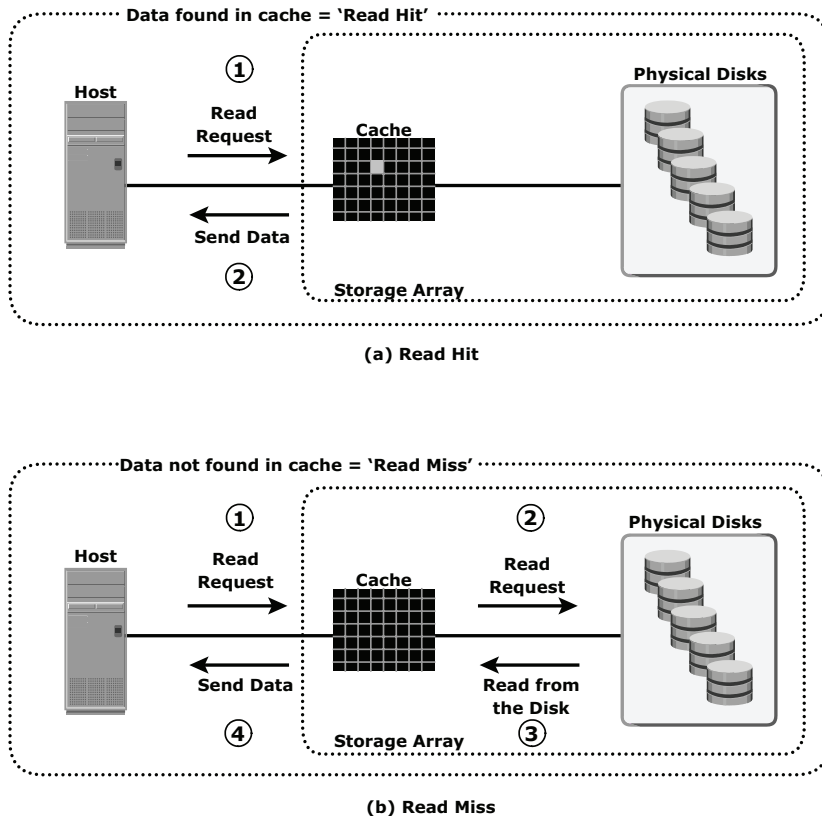 Data found in cache = ‘Read Hit’
①
Physical Disks
Host
Read
Request
Cache
Send Data
②
Storage Array
(a) Read Hit
Data not found in cache = ‘Read Miss’
①
②
Physical Disks
Host
Read
Request
Cache
Read
Request
Send Data
Read from
the Disk
④
③
Storage Array
(b) Read Miss